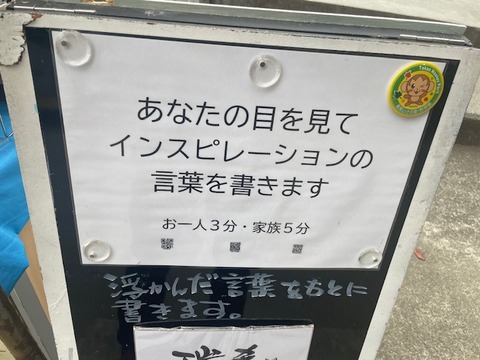 あなたの目を見て
インスピレーションの
言葉を書きます
お一人3分・家族5分
浮かんだ言葉をもとに
書きます。